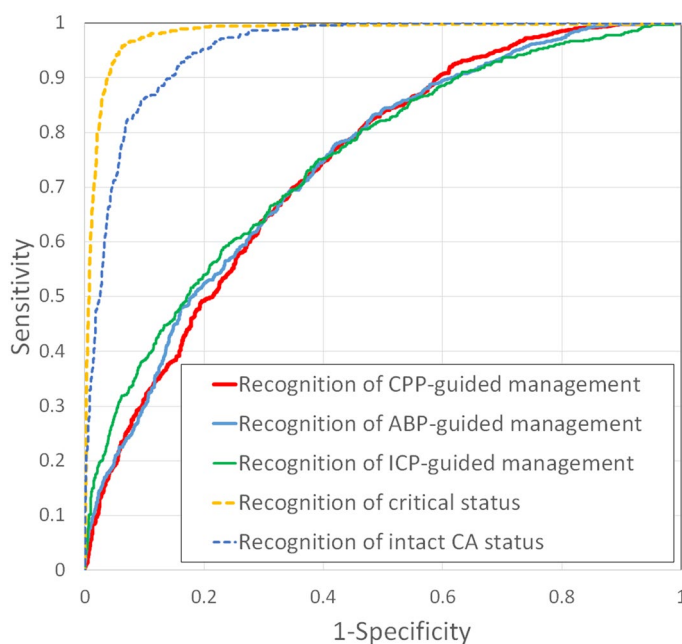 1
0.9
0.8
0.7
0.6
0.5
0.4
0.3
0.2
0.1
0
Sensitivity
Recognition of CPP-guided management
Recognition of ABP-guided management
Recognition of ICP-guided management
Recognition of critical status
Recognition of intact CA status
0 0.2 0.4 0.6 0.8 1
1-Specificity